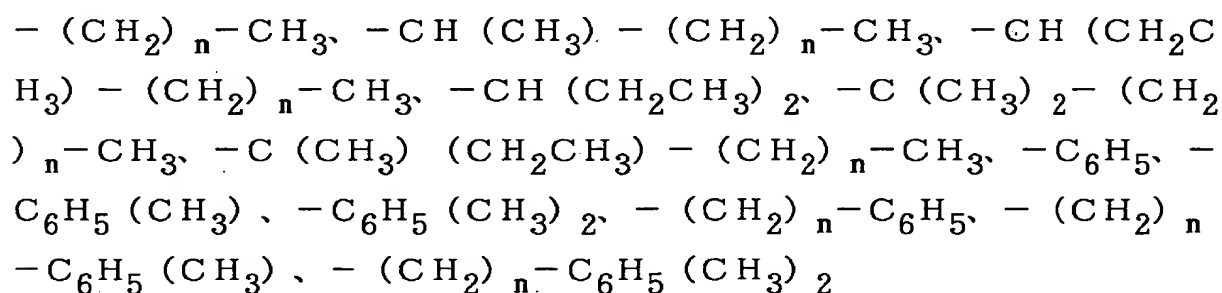 －(CH₂)ₙ－CH₃、－CH(CH₃)－(CH₂)ₙ－CH₃、－CH(CH₂C
H₃)－(CH₂)ₙ－CH₃、－CH(CH₂CH₃)₂、－C(CH₃)₂－(CH₂
)ₙ－CH₃、－C(CH₃)(CH₂CH₃)－(CH₂)ₙ－CH₃、－C₆H₅、－
C₆H₅(CH₃)、－C₆H₅(CH₃)₂、－(CH₂)ₙ－C₆H₅、－(CH₂)ₙ
－C₆H₅(CH₃)、－(CH₂)ₙ－C₆H₅(CH₃)₂